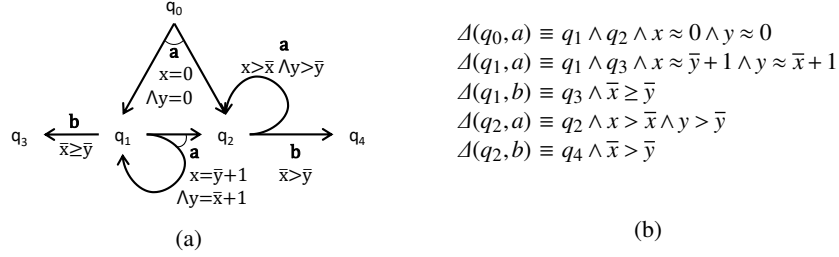 q₀
a
x=0
∧y=0
a
x>x̅ ∧y>y̅
q₃
b
x̅≥y̅
q₁
a
x=y̅+1
∧y=x̅+1
q₂
b
x̅>y̅
q₄
(a)
Δ(q₀,a) ≡ q₁ ∧ q₂ ∧ x ≈ 0 ∧ y ≈ 0
Δ(q₁,a) ≡ q₁ ∧ q₃ ∧ x ≈ y̅+1 ∧ y ≈ x̅+1
Δ(q₁,b) ≡ q₃ ∧ x̅ ≥ y̅
Δ(q₂,a) ≡ q₂ ∧ x > x̅ ∧ y > y̅
Δ(q₂,b) ≡ q₄ ∧ x̅ > y̅
(b)